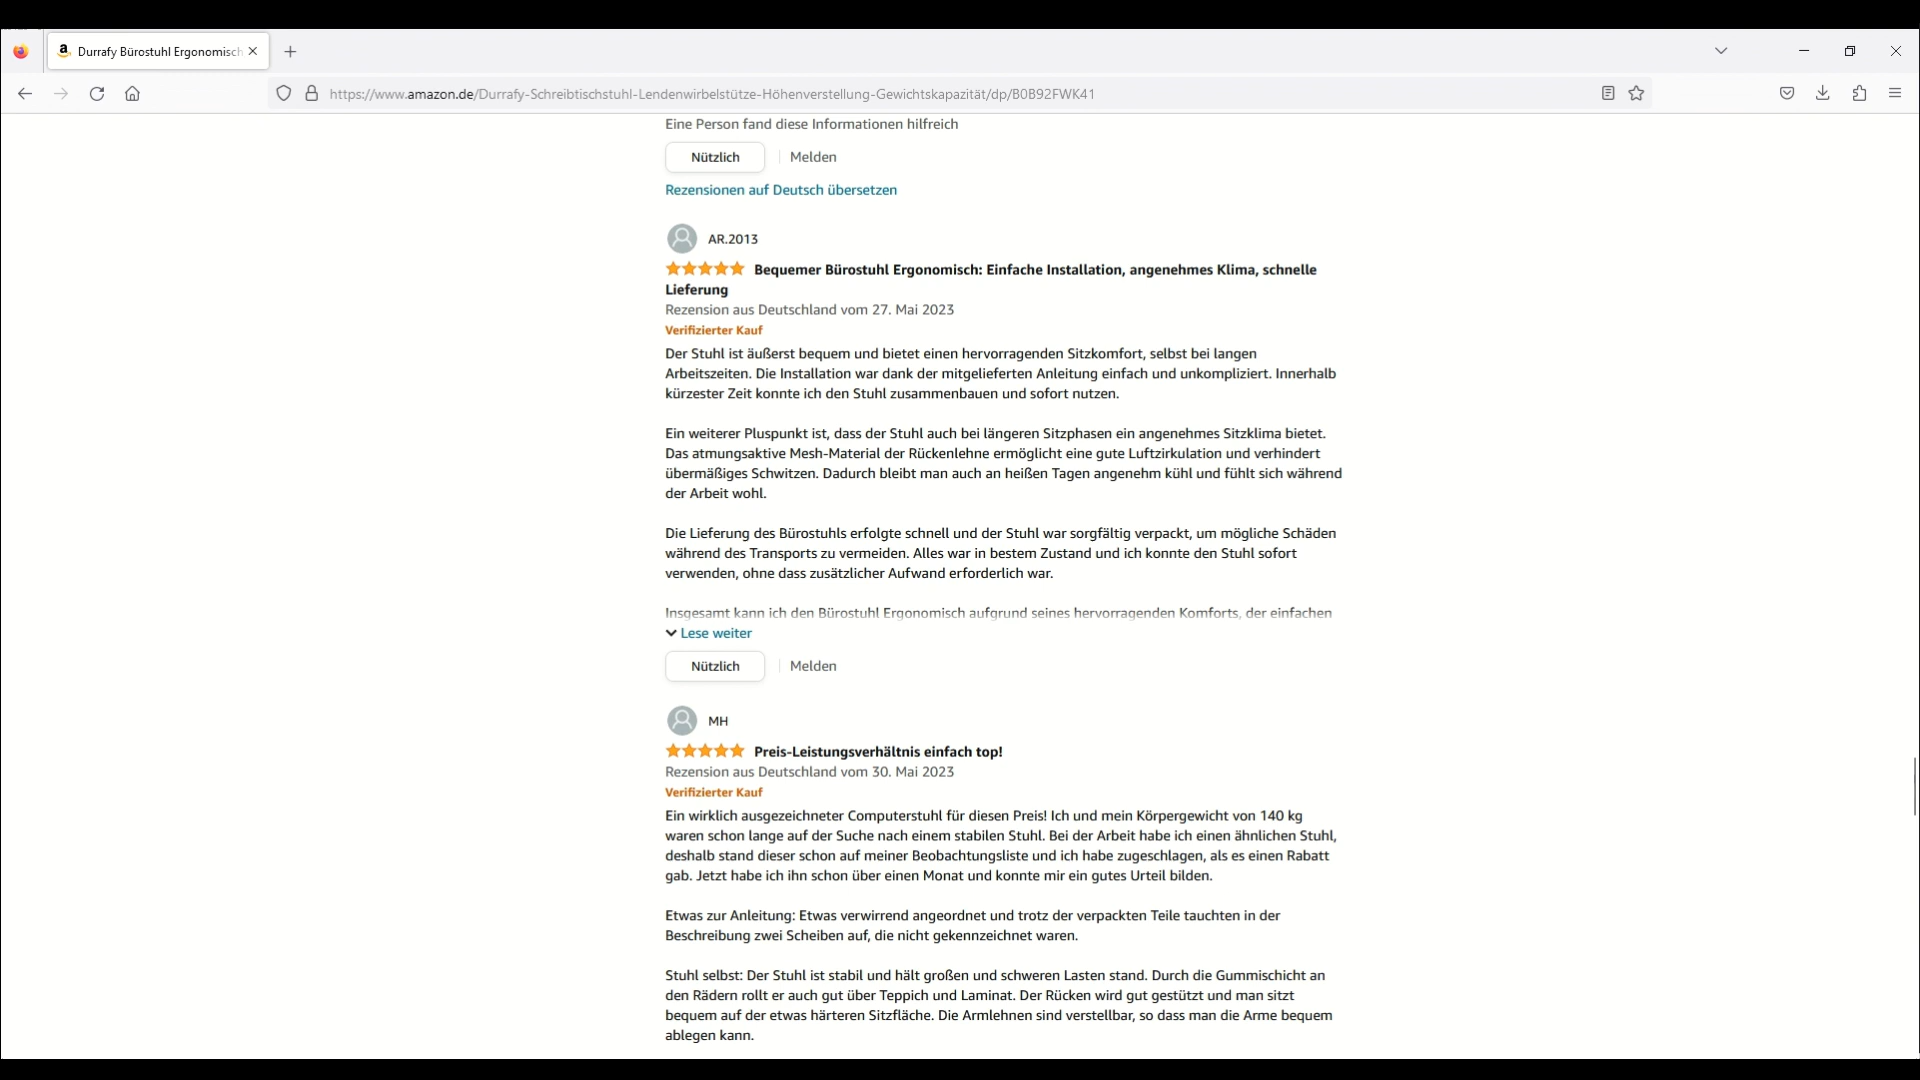 Durrafy Bürostuhl Ergonomisch
https://www.amazon.de/Durrafy-Schreibtischstuhl-Lendenwirbelstütze-Höhenverstellung-Gewichtskapazität/dp/B0B92FWK41
Eine Person fand diese Informationen hilfreich
Nützlich Melden
Rezensionen auf Deutsch übersetzen
AR.2013
Bequemer Bürostuhl Ergonomisch: Einfache Installation, angenehmes Klima, schnelle
Lieferung
Rezension aus Deutschland vom 27. Mai 2023
Verifizierter Kauf
Der Stuhl ist äußerst bequem und bietet einen hervorragenden Sitzkomfort, selbst bei langen
Arbeitszeiten. Die Installation war dank der mitgelieferten Anleitung einfach und unkompliziert. Innerhalb
kürzester Zeit konnte ich den Stuhl zusammenbauen und sofort nutzen.
Ein weiterer Pluspunkt ist, dass der Stuhl auch bei längeren Sitzphasen ein angenehmes Sitzklima bietet.
Das atmungsaktive Mesh-Material der Rückenlehne ermöglicht eine gute Luftzirkulation und verhindert
übermäßiges Schwitzen. Dadurch bleibt man auch an heißen Tagen angenehm kühl und fühlt sich während
der Arbeit wohl.
Die Lieferung des Bürostuhls erfolgte schnell und der Stuhl war sorgfältig verpackt, um mögliche Schäden
während des Transports zu vermeiden. Alles war in bestem Zustand und ich konnte den Stuhl sofort
verwenden, ohne dass zusätzlicher Aufwand erforderlich war.
Insgesamt kann ich den Bürostuhl Ergonomisch aufgrund seines hervorragenden Komforts, der einfachen
Lese weiter
Nützlich Melden
MH
Preis-Leistungsverhältnis einfach top!
Rezension aus Deutschland vom 30. Mai 2023
Verifizierter Kauf
Ein wirklich ausgezeichneter Computerstuhl für diesen Preis! Ich und mein Körpergewicht von 140 kg
waren schon lange auf der Suche nach einem stabilen Stuhl. Bei der Arbeit habe ich einen ähnlichen Stuhl,
deshalb stand dieser schon auf meiner Beobachtungsliste und ich habe zugeschlagen, als es einen Rabatt
gab. Jetzt habe ich ihn schon über einen Monat und konnte mir ein gutes Urteil bilden.
Etwas zur Anleitung: Etwas verwirrend angeordnet und trotz der verpackten Teile tauchten in der
Beschreibung zwei Scheiben auf, die nicht gekennzeichnet waren.
Stuhl selbst: Der Stuhl ist stabil und hält großen und schweren Lasten stand. Durch die Gummischicht an
den Rädern rollt er auch gut über Teppich und Laminat. Der Rücken wird gut gestützt und man sitzt
bequem auf der etwas härteren Sitzfläche. Die Armlehnen sind verstellbar, so dass man die Arme bequem
ablegen kann.